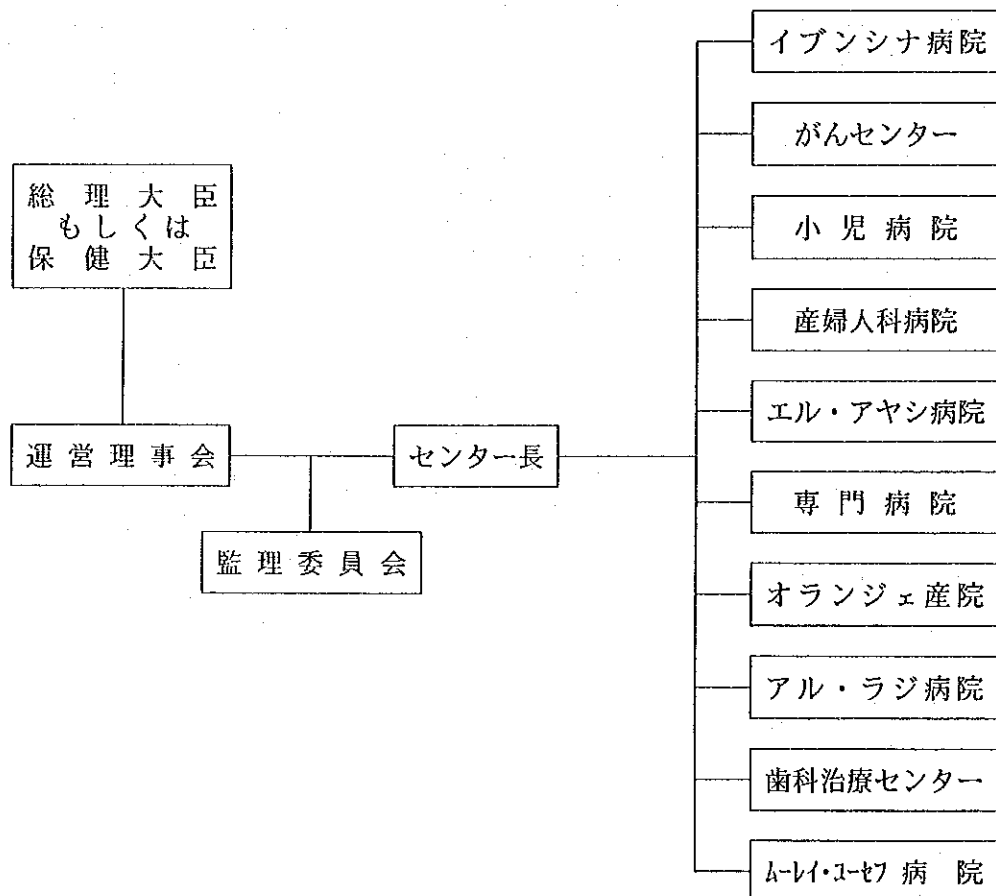 総理大臣
もしくは
保健大臣
運営理事会
センター長
監理委員会
イブンシナ病院
がんセンター
小児病院
産婦人科病院
エル・アヤシ病院
専門病院
オランジェ産院
アル・ラジ病院
歯科治療センター
ムーレイ・ユーセフ病院